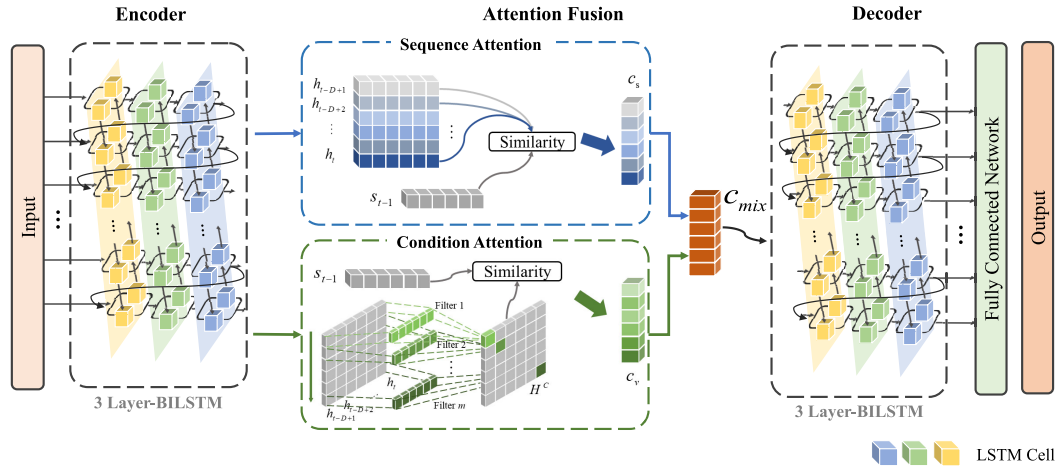 Encoder
Attention Fusion
Decoder
Input
3 Layer-BILSTM
Sequence Attention
h_{t-D+1}
h_{t-D+2}
⋮
h_t
⋮
Similarity
s_{t-1}
c_s
Condition Attention
s_{t-1}
Similarity
Filter 1
Filter 2
⋮
Filter m
h_t
⋯
h_{t-D+2}
h_{t-D+1}
H^C
c_v
C_{mix}
...
...
...
...
...
...
...
...
3 Layer-BILSTM
Fully Connected Network
Output
LSTM Cell